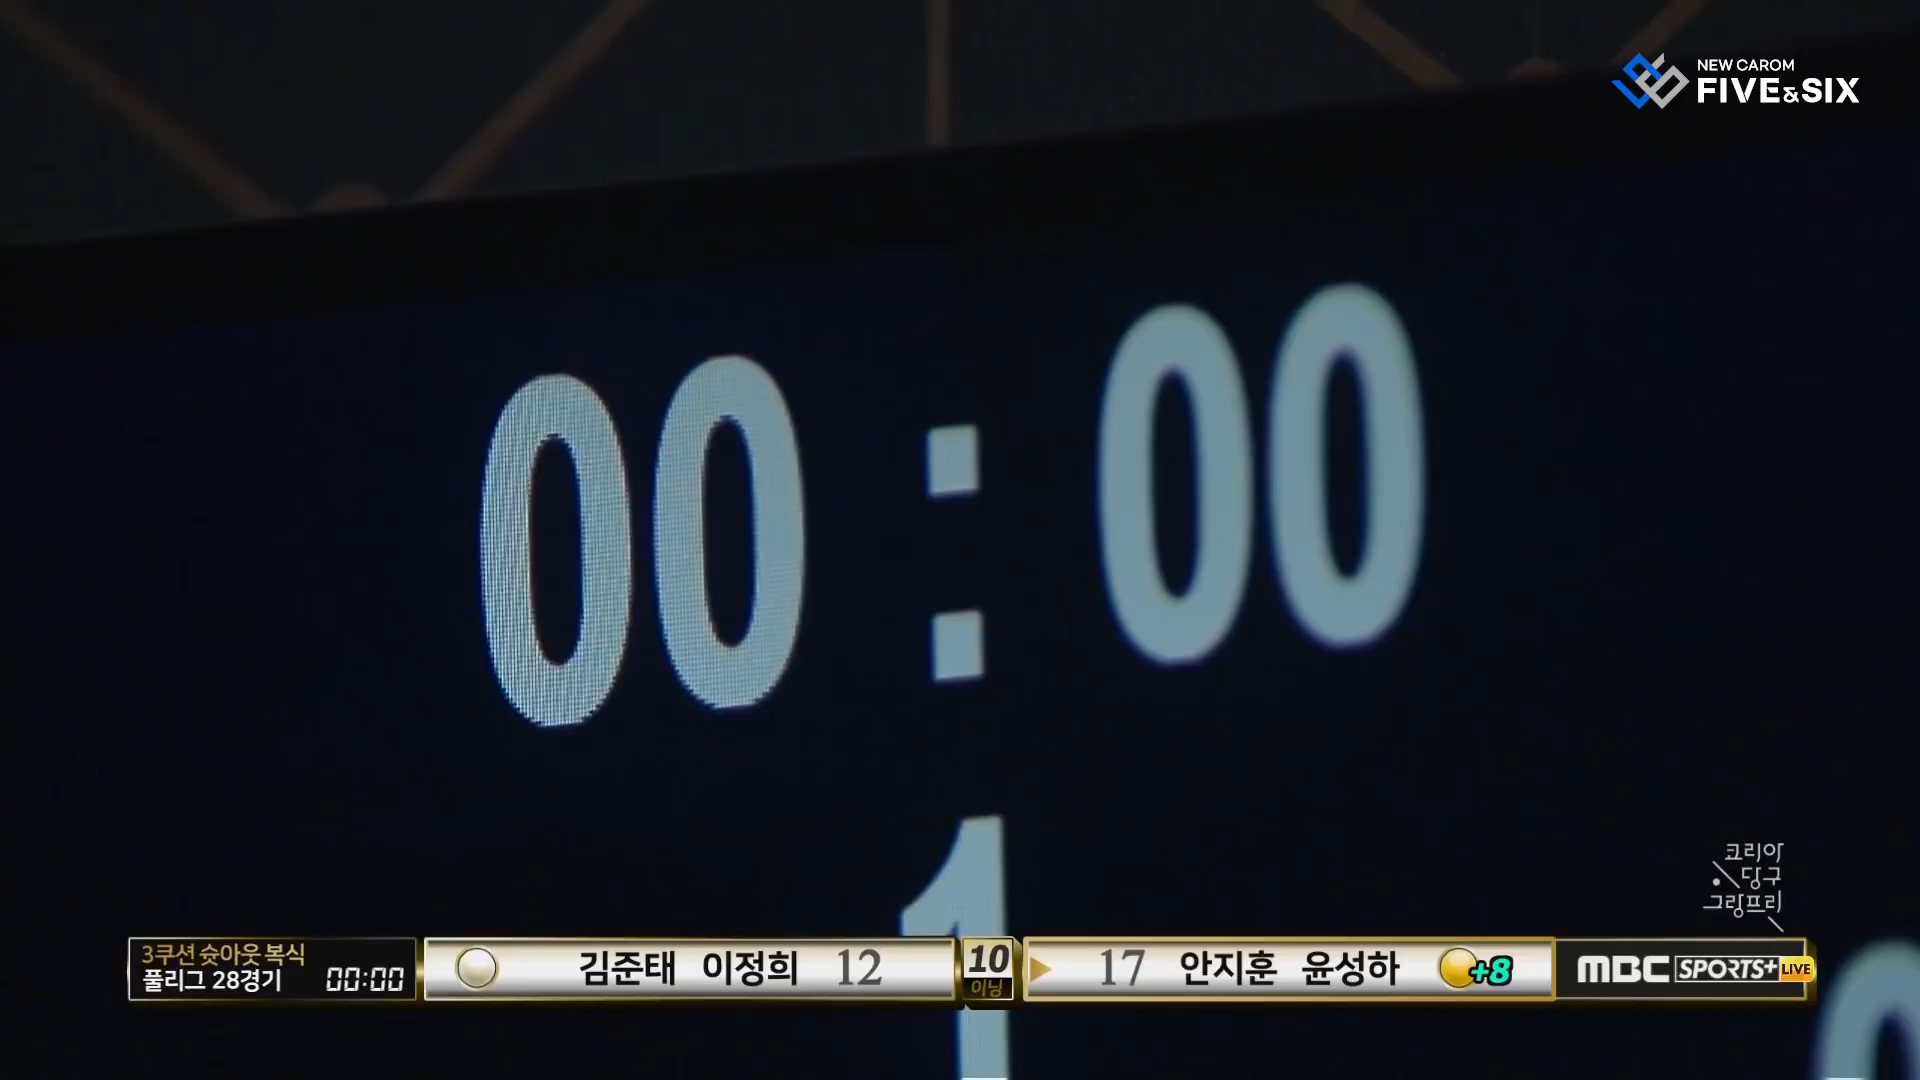 NEW CAROM
FIVE&SIX
00:00
1
코리아
당구
그랑프리
3쿠션 슛아웃 복식
풀리그 28경기 00:00
김준태 이정희 12
10
이닝
17 안지훈 윤성하 +8
MBC SPORTS+ LIVE